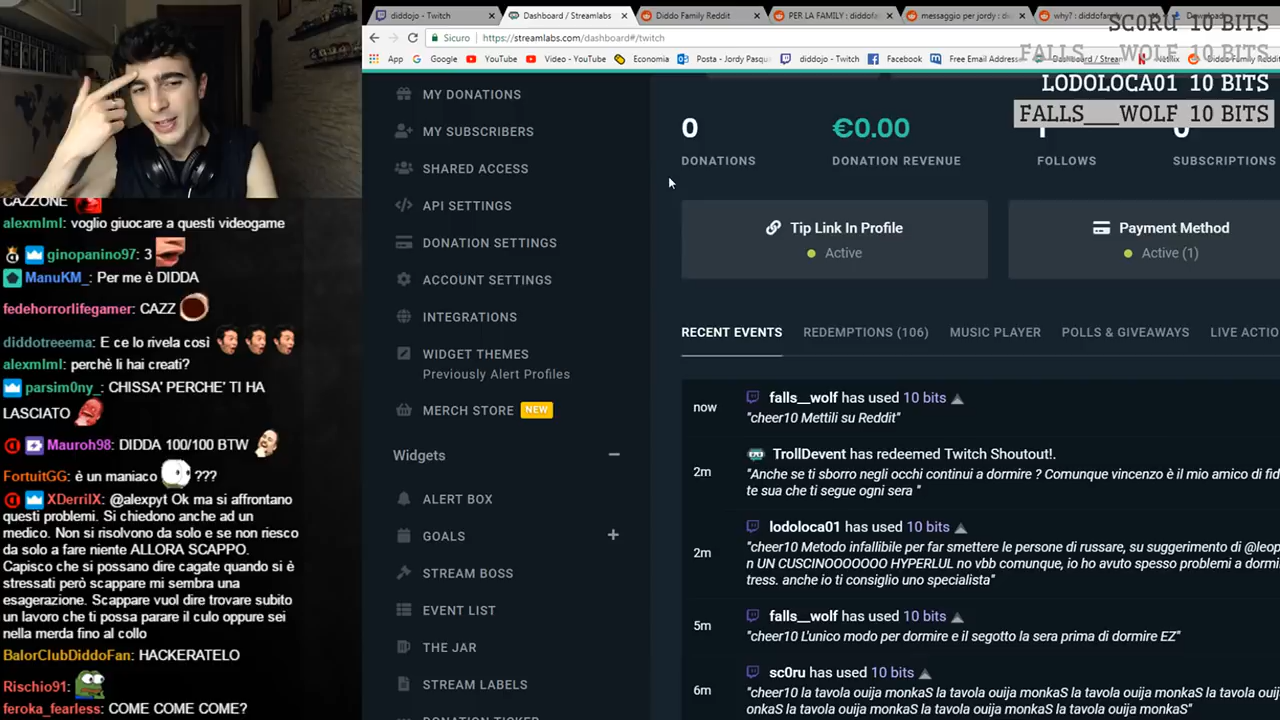 diddojo - Twitch
Dashboard / Streamlabs
Diddo Family Reddit
PER LA FAMILY : diddof
messaggio per jordy :
why? : diddofa
Download
Sicuro
https://streamlabs.com/dashboard#/twitch
App
Google
YouTube
Video - YouTube
Economia
Posta - Jordy Pasqu
diddojo - Twitch
Facebook
Free Email Addresse
Dashboard / Stream
Netflix
Diddo Family Reddi
SC0RU 10 BITS
FALLS__WOLF 10 BITS
LODOLOCA01 10 BITS
FALLS__WOLF 10 BITS
CAZZONE
alexmlml: voglio giuocare a questi videogame
ginopanino97: 3
ManuKM_: Per me è DIDDA
fedehorrorlifegamer: CAZZ
diddotreeema: E ce lo rivela così
alexmlml: perchè li hai creati?
parsim0ny_: CHISSA' PERCHE' TI HA
LASCIATO
Mauroh98: DIDDA 100/100 BTW
FortuitGG: è un maniaco ???
XDerrilX: @alexpyt Ok ma si affrontano
questi problemi. Si chiedono anche ad un
medico. Non si risolvono da solo e se non riesco
da solo a fare niente ALLORA SCAPPO.
Capisco che si possano dire cagate quando si è
stressati però scappare mi sembra una
esagerazione. Scappare vuol dire trovare subito
un lavoro che ti possa parare il culo oppure sei
nella merda fino al collo
BalorClubDiddoFan: HACKERATELO
Rischio91:
feroka_fearless: COME COME COME?
MY DONATIONS
MY SUBSCRIBERS
SHARED ACCESS
API SETTINGS
DONATION SETTINGS
ACCOUNT SETTINGS
INTEGRATIONS
WIDGET THEMES
Previously Alert Profiles
MERCH STORE NEW
Widgets
ALERT BOX
GOALS
STREAM BOSS
EVENT LIST
THE JAR
STREAM LABELS
DONATION TICKER
0
DONATIONS
€0.00
DONATION REVENUE
FOLLOWS
SUBSCRIPTIONS
Tip Link In Profile
Active
Payment Method
Active (1)
RECENT EVENTS
REDEMPTIONS (106)
MUSIC PLAYER
POLLS & GIVEAWAYS
LIVE ACTIO
now
falls__wolf has used 10 bits
"cheer10 Mettili su Reddit"
2m
TrollDevent has redeemed Twitch Shoutout!.
"Anche se ti sborro negli occhi continui a dormire ? Comunque vincenzo è il mio amico di fid
te sua che ti segue ogni sera "
2m
lodoloca01 has used 10 bits
"cheer10 Metodo infallibile per far smettere le persone di russare, su suggerimento di @leop
n UN CUSCINOOOOOOO HYPERLUL no vbb comunque, io ho avuto spesso problemi a dormi
tress. anche io ti consiglio uno specialista"
5m
falls__wolf has used 10 bits
"cheer10 L'unico modo per dormire e il segotto la sera prima di dormire EZ"
6m
sc0ru has used 10 bits
"cheer10 la tavola ouija monkaS la tavola ouija monkaS la tavola ouija monkaS la tavola ouija m
onkaS la tavola ouija monkaS la tavola ouija monkaS la tavola ouija monkaS la tavola ouija